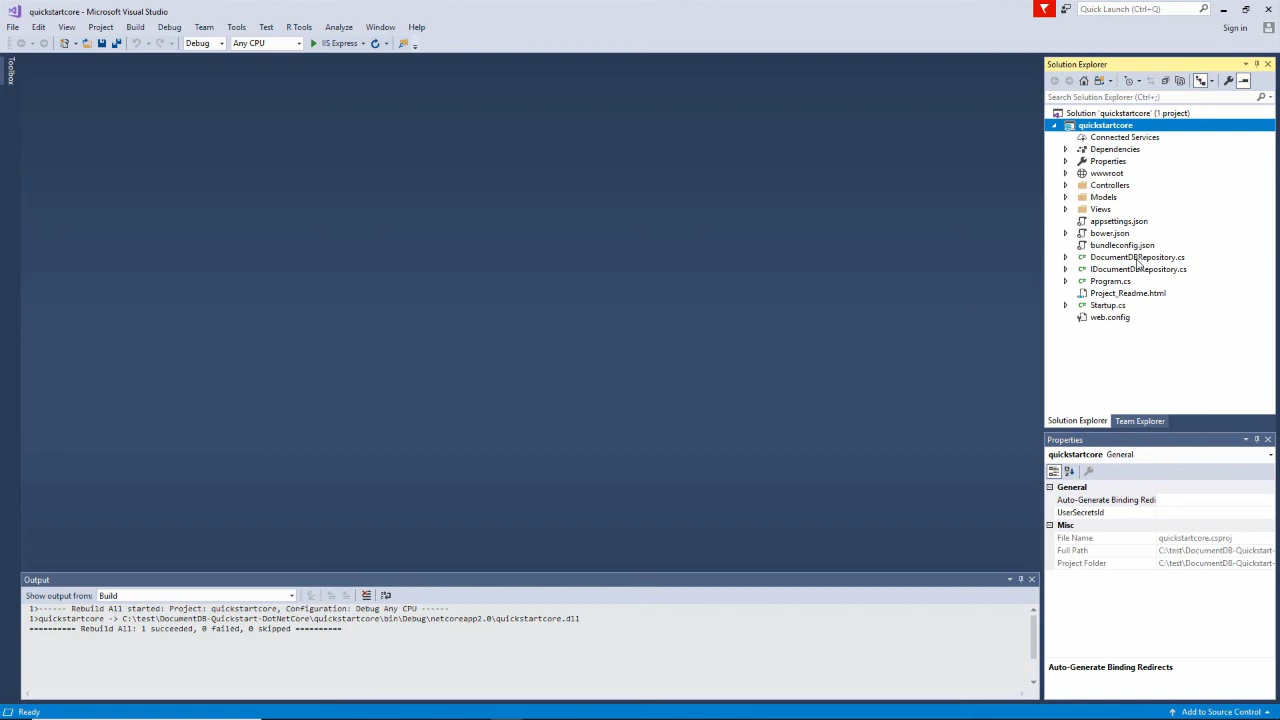 quickstartcore - Microsoft Visual Studio
Quick Launch (Ctrl+Q)
File Edit View Project Build Debug Team Tools Test R Tools Analyze Window Help
Sign in
Debug Any CPU IIS Express
Toolbox
Solution Explorer
Search Solution Explorer (Ctrl+;)
Solution 'quickstartcore' (1 project)
quickstartcore
Connected Services
Dependencies
Properties
wwwroot
Controllers
Models
Views
appsettings.json
bower.json
bundleconfig.json
C# DocumentDBRepository.cs
C# IDocumentDBRepository.cs
C# Program.cs
Project_Readme.html
C# Startup.cs
web.config
Solution Explorer Team Explorer
Properties
quickstartcore General
General
Auto-Generate Binding Redi
UserSecretsId
Misc
File Name quickstartcore.csproj
Full Path C:\test\DocumentDB-Quickstart-
Project Folder C:\test\DocumentDB-Quickstart-
Auto-Generate Binding Redirects
Output
Show output from: Build
1>------ Rebuild All started: Project: quickstartcore, Configuration: Debug Any CPU ------
1>quickstartcore -> C:\test\DocumentDB-Quickstart-DotNetCore\quickstartcore\bin\Debug\netcoreapp2.0\quickstartcore.dll
========== Rebuild All: 1 succeeded, 0 failed, 0 skipped ==========
Ready
Add to Source Control